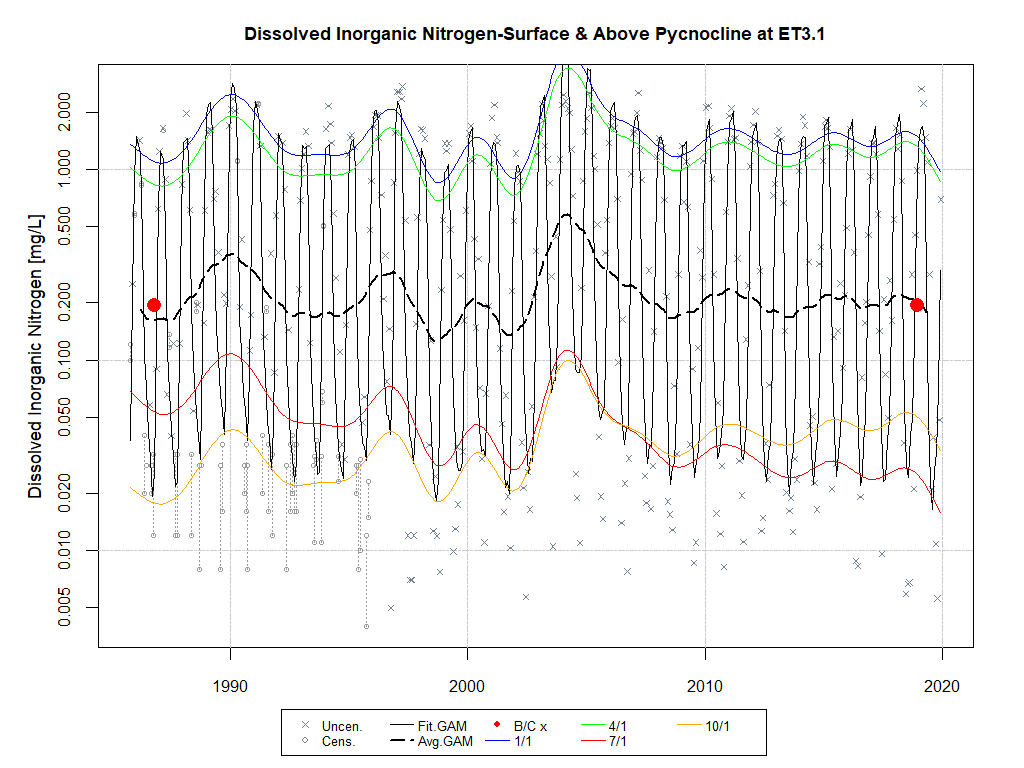 Dissolved Inorganic Nitrogen-Surface & Above Pycnocline at ET3.1
Dissolved Inorganic Nitrogen [mg/L]
2.000
1.000
0.500
0.200
0.100
0.050
0.020
0.010
0.005
1990 2000 2010 2020
Uncen. Fit.GAM B/C x 4/1 10/1
Cens. Avg.GAM 1/1 7/1